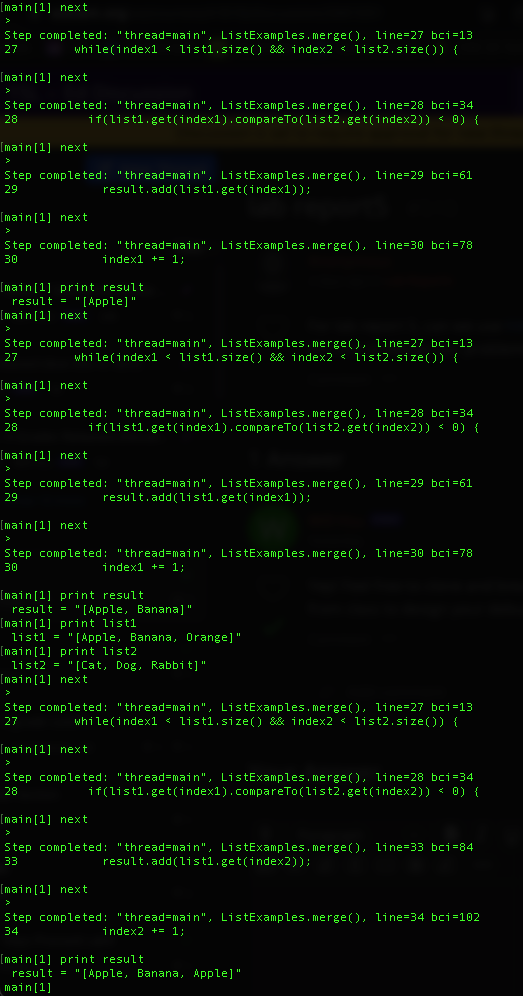 [main[1] next
>
Step completed: "thread=main", ListExamples.merge(), line=27 bci=13
27        while(index1 < list1.size() && index2 < list2.size()) {
[main[1] next
>
Step completed: "thread=main", ListExamples.merge(), line=28 bci=34
28          if(list1.get(index1).compareTo(list2.get(index2)) < 0) {
[main[1] next
>
Step completed: "thread=main", ListExamples.merge(), line=29 bci=61
29            result.add(list1.get(index1));
[main[1] next
>
Step completed: "thread=main", ListExamples.merge(), line=30 bci=78
30            index1 += 1;
[main[1] print result
 result = "[Apple]"
[main[1] next
>
Step completed: "thread=main", ListExamples.merge(), line=27 bci=13
27        while(index1 < list1.size() && index2 < list2.size()) {
[main[1] next
>
Step completed: "thread=main", ListExamples.merge(), line=28 bci=34
28          if(list1.get(index1).compareTo(list2.get(index2)) < 0) {
[main[1] next
>
Step completed: "thread=main", ListExamples.merge(), line=29 bci=61
29            result.add(list1.get(index1));
[main[1] next
>
Step completed: "thread=main", ListExamples.merge(), line=30 bci=78
30            index1 += 1;
[main[1] print result
 result = "[Apple, Banana]"
[main[1] print list1
 list1 = "[Apple, Banana, Orange]"
[main[1] print list2
 list2 = "[Cat, Dog, Rabbit]"
[main[1] next
>
Step completed: "thread=main", ListExamples.merge(), line=27 bci=13
27        while(index1 < list1.size() && index2 < list2.size()) {
[main[1] next
>
Step completed: "thread=main", ListExamples.merge(), line=28 bci=34
28          if(list1.get(index1).compareTo(list2.get(index2)) < 0) {
[main[1] next
>
Step completed: "thread=main", ListExamples.merge(), line=33 bci=84
33            result.add(list1.get(index2));
[main[1] next
>
Step completed: "thread=main", ListExamples.merge(), line=34 bci=102
34            index2 += 1;
[main[1] print result
 result = "[Apple, Banana, Apple]"
main[1]